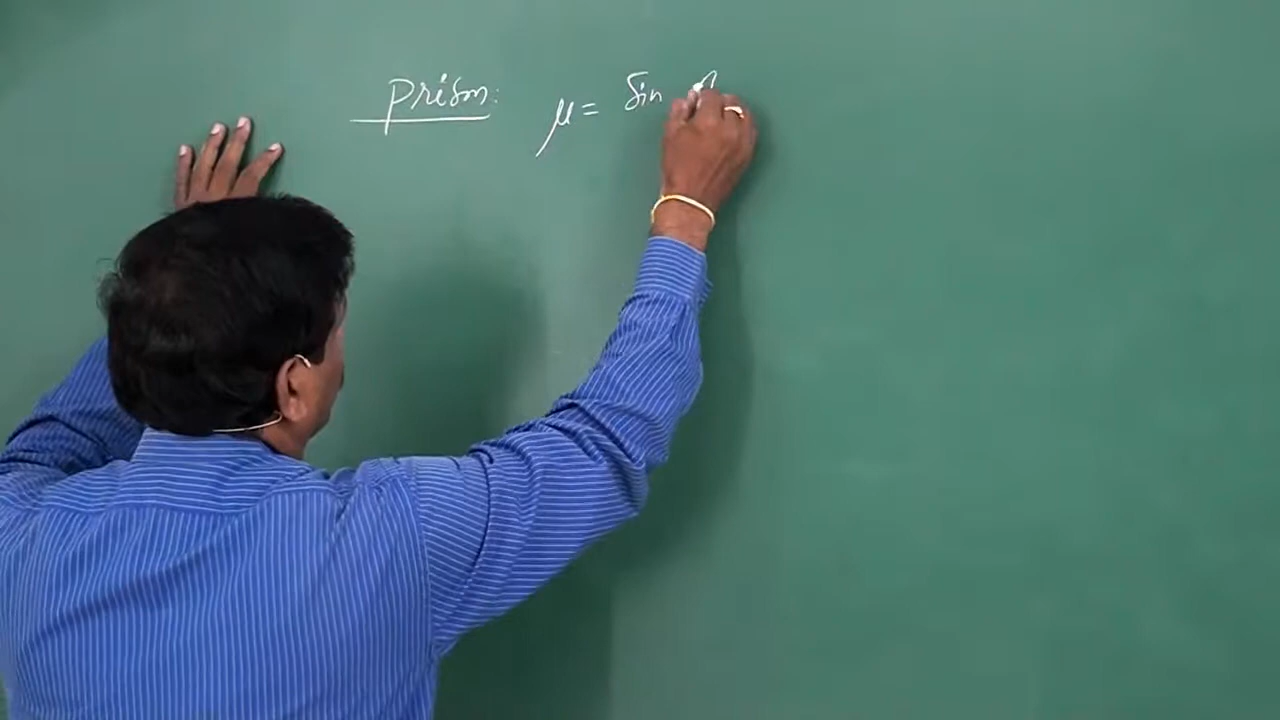 Prism: μ = Sin